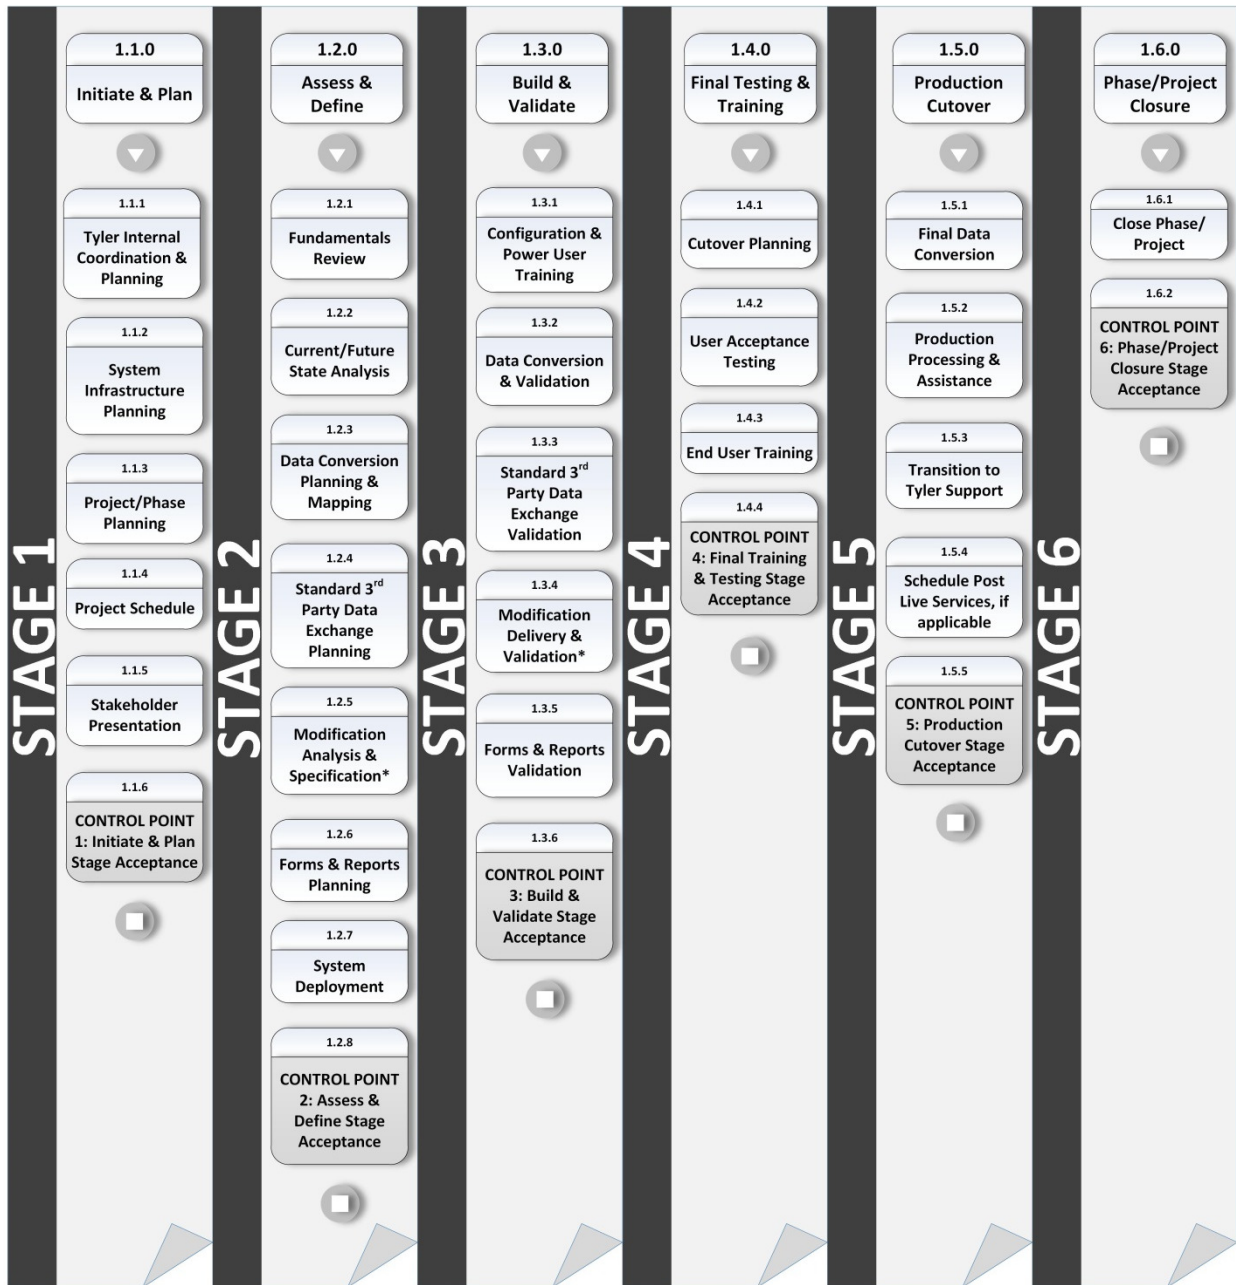 STAGE 1
1.1.0
Initiate & Plan
1.1.1
Tyler Internal
Coordination &
Planning
1.1.2
System
Infrastructure
Planning
1.1.3
Project/Phase
Planning
1.1.4
Project Schedule
1.1.5
Stakeholder
Presentation
1.1.6
CONTROL POINT
1: Initiate & Plan
Stage Acceptance
STAGE 2
1.2.0
Assess &
Define
1.2.1
Fundamentals
Review
1.2.2
Current/Future
State Analysis
1.2.3
Data Conversion
Planning &
Mapping
1.2.4
Standard 3rd
Party Data
Exchange
Planning
1.2.5
Modification
Analysis &
Specification*
1.2.6
Forms & Reports
Planning
1.2.7
System
Deployment
1.2.8
CONTROL POINT
2: Assess &
Define Stage
Acceptance
STAGE 3
1.3.0
Build &
Validate
1.3.1
Configuration &
Power User
Training
1.3.2
Data Conversion
& Validation
1.3.3
Standard 3rd
Party Data
Exchange
Validation
1.3.4
Modification
Delivery &
Validation*
1.3.5
Forms & Reports
Validation
1.3.6
CONTROL POINT
3: Build &
Validate Stage
Acceptance
STAGE 4
1.4.0
Final Testing &
Training
1.4.1
Cutover Planning
1.4.2
User Acceptance
Testing
1.4.3
End User Training
1.4.4
CONTROL POINT
4: Final Training
& Testing Stage
Acceptance
STAGE 5
1.5.0
Production
Cutover
1.5.1
Final Data
Conversion
1.5.2
Production
Processing &
Assistance
1.5.3
Transition to
Tyler Support
1.5.4
Schedule Post
Live Services, if
applicable
1.5.5
CONTROL POINT
5: Production
Cutover Stage
Acceptance
STAGE 6
1.6.0
Phase/Project
Closure
1.6.1
Close Phase/
Project
1.6.2
CONTROL POINT
6: Phase/Project
Closure Stage
Acceptance